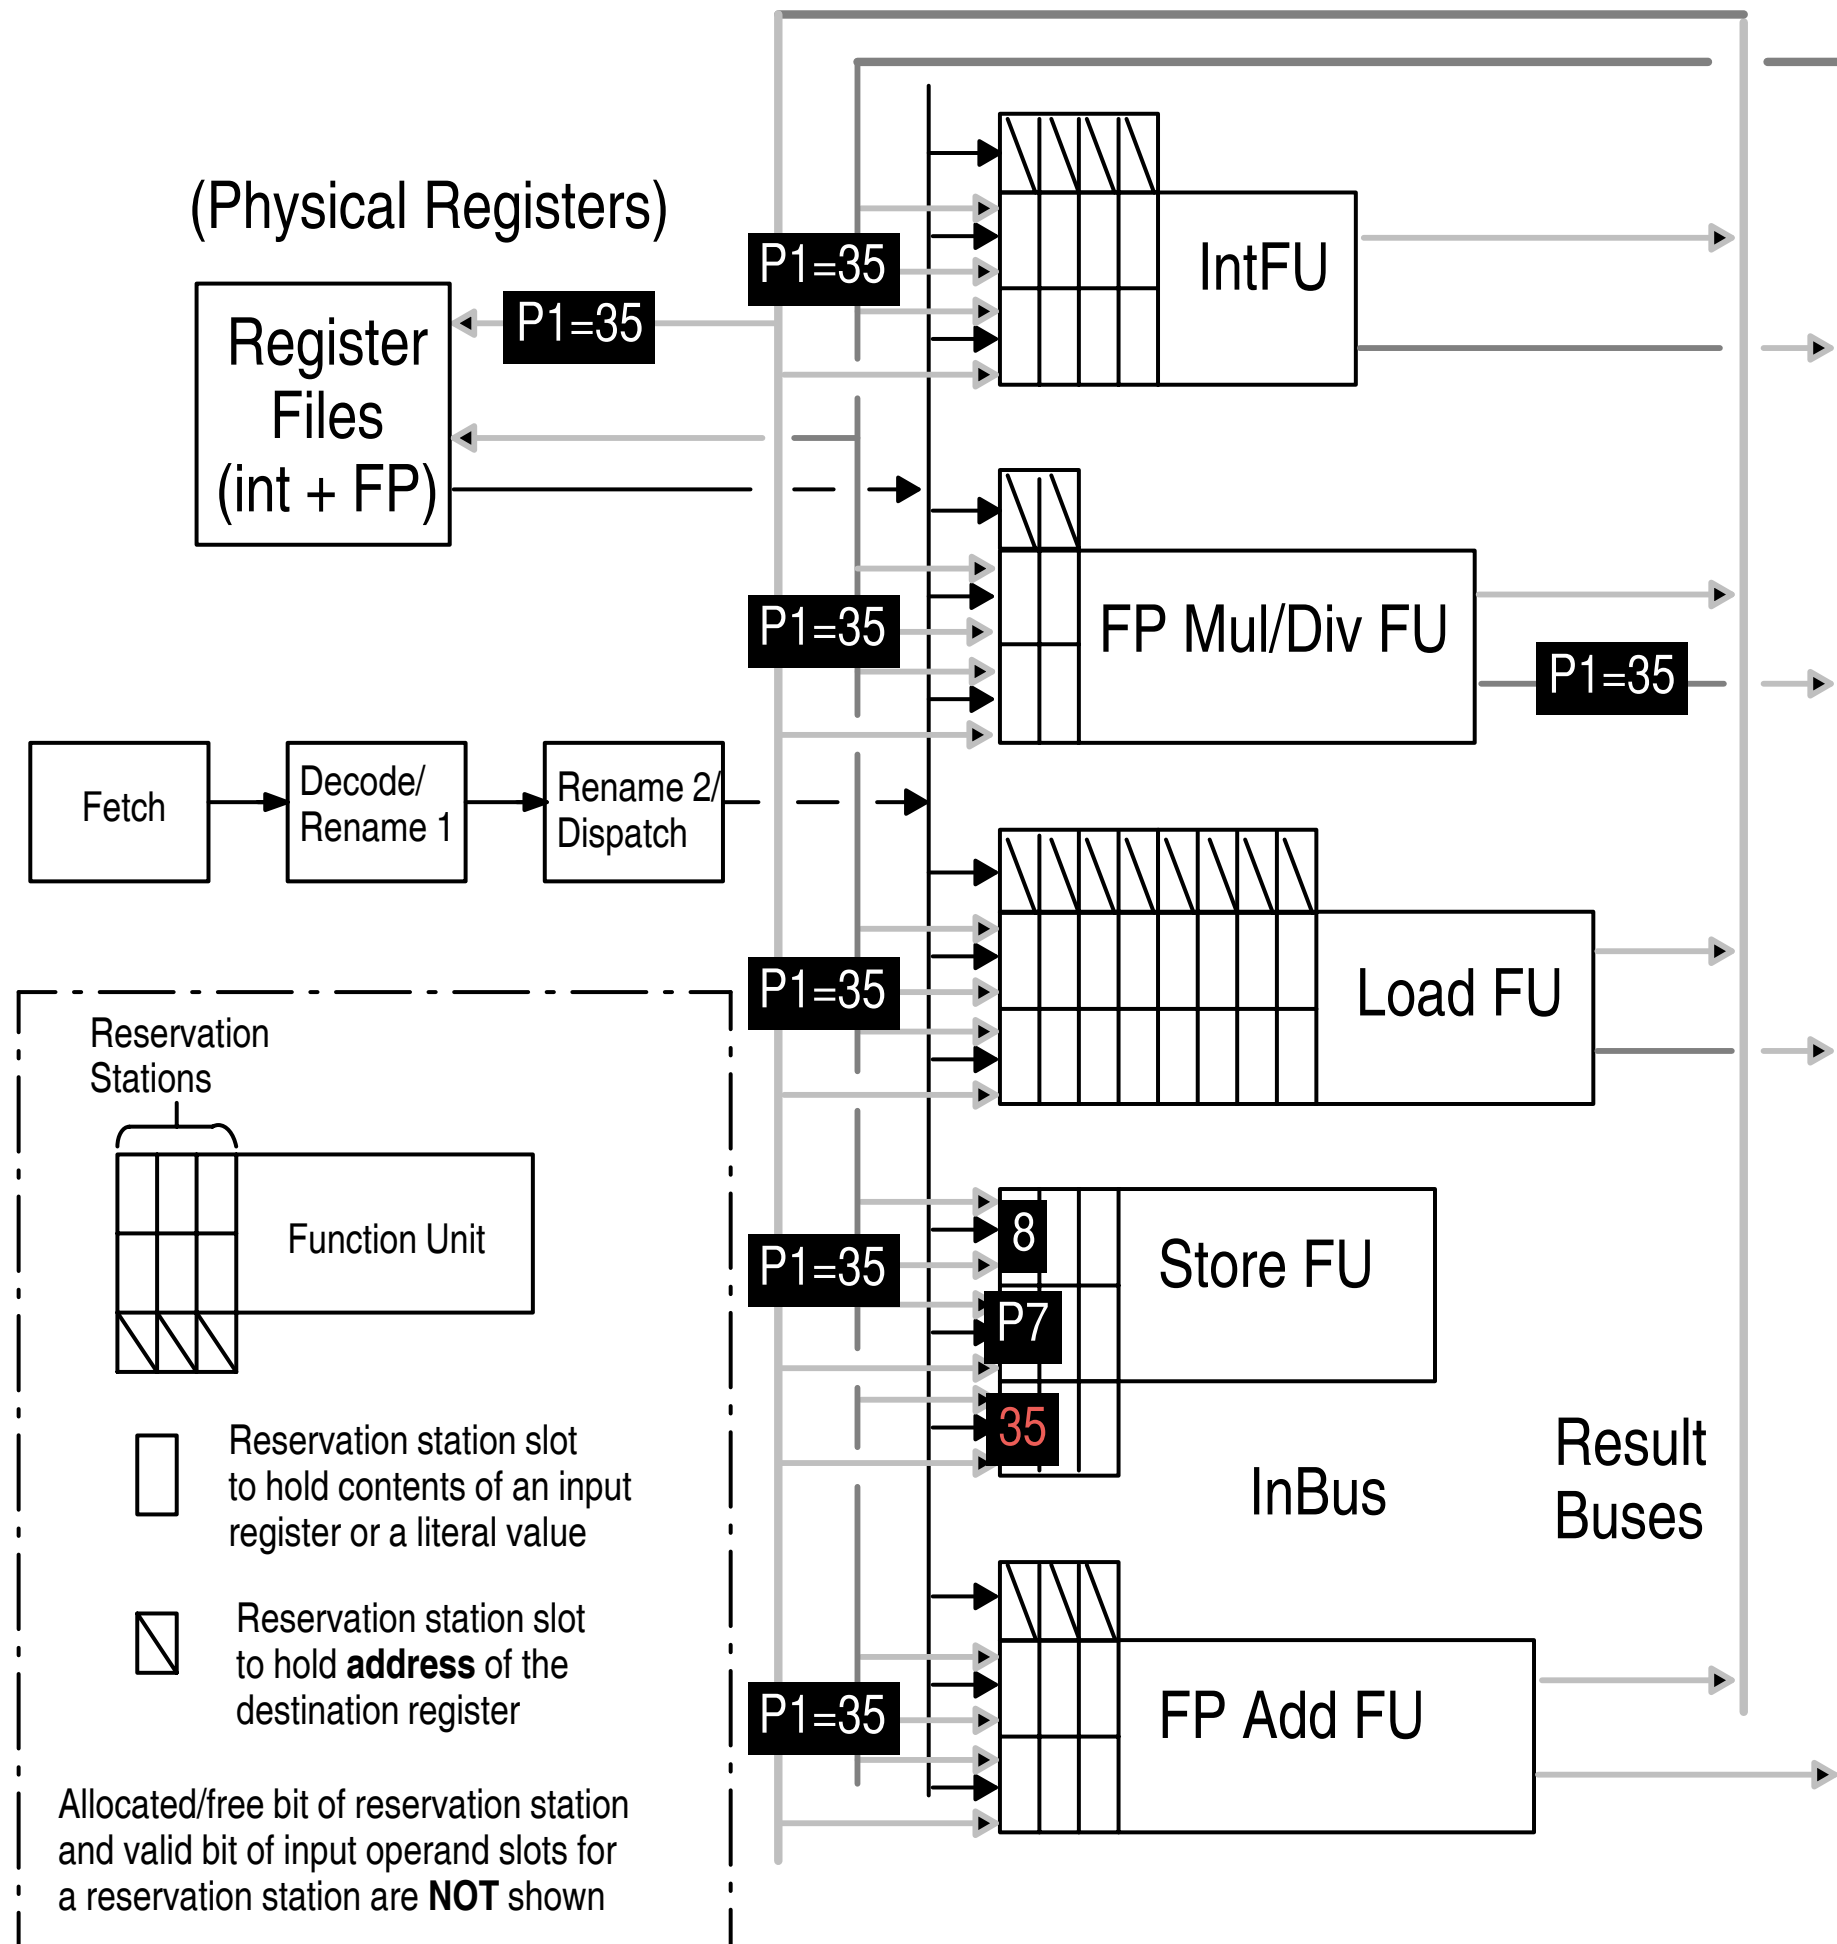 (Physical Registers)
Register
Files
(int + FP)
P1=35
P1=35
IntFU
P1=35
FP Mul/Div FU
P1=35
Fetch
Decode/
Rename 1
Rename 2/
Dispatch
P1=35
Load FU
Reservation
Stations
Function Unit
P1=35
8
P7
35
Store FU
InBus
Result
Buses
Reservation station slot
to hold contents of an input
register or a literal value
Reservation station slot
to hold address of the
destination register
P1=35
FP Add FU
Allocated/free bit of reservation station
and valid bit of input operand slots for
a reservation station are NOT shown